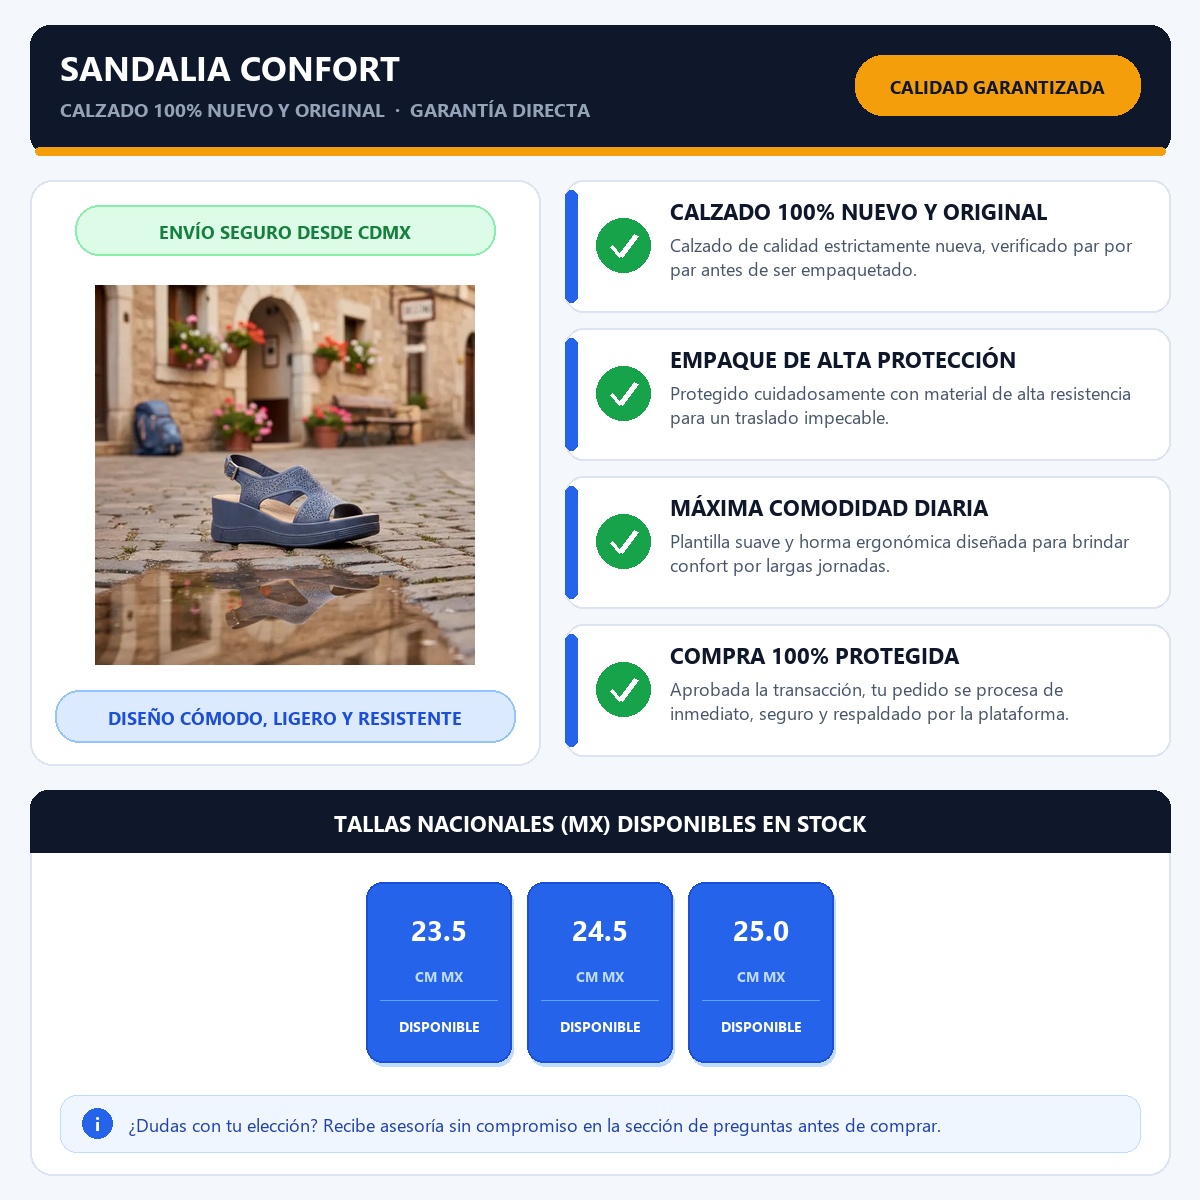 SANDALIA CONFORT
CALZADO 100% NUEVO Y ORIGINAL · GARANTÍA DIRECTA
CALIDAD GARANTIZADA
ENVÍO SEGURO DESDE CDMX
DISEÑO CÓMODO, LIGERO Y RESISTENTE
CALZADO 100% NUEVO Y ORIGINAL
Calzado de calidad estrictamente nueva, verificado par por
par antes de ser empaquetado.
EMPAQUE DE ALTA PROTECCIÓN
Protegido cuidadosamente con material de alta resistencia
para un traslado impecable.
MÁXIMA COMODIDAD DIARIA
Plantilla suave y horma ergonómica diseñada para brindar
confort por largas jornadas.
COMPRA 100% PROTEGIDA
Aprobada la transacción, tu pedido se procesa de
inmediato, seguro y respaldado por la plataforma.
TALLAS NACIONALES (MX) DISPONIBLES EN STOCK
23.5
CM MX
DISPONIBLE
24.5
CM MX
DISPONIBLE
25.0
CM MX
DISPONIBLE
¿Dudas con tu elección? Recibe asesoría sin compromiso en la sección de preguntas antes de comprar.